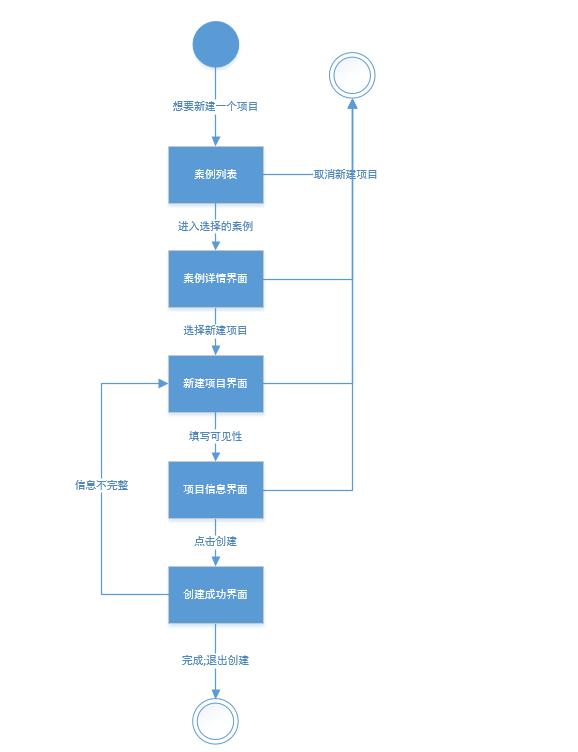 想要新建一个项目
案例列表
取消新建项目
进入选择的案例
案例详情界面
选择新建项目
新建项目界面
填写可见性
信息不完整
项目信息界面
点击创建
创建成功界面
完成;退出创建